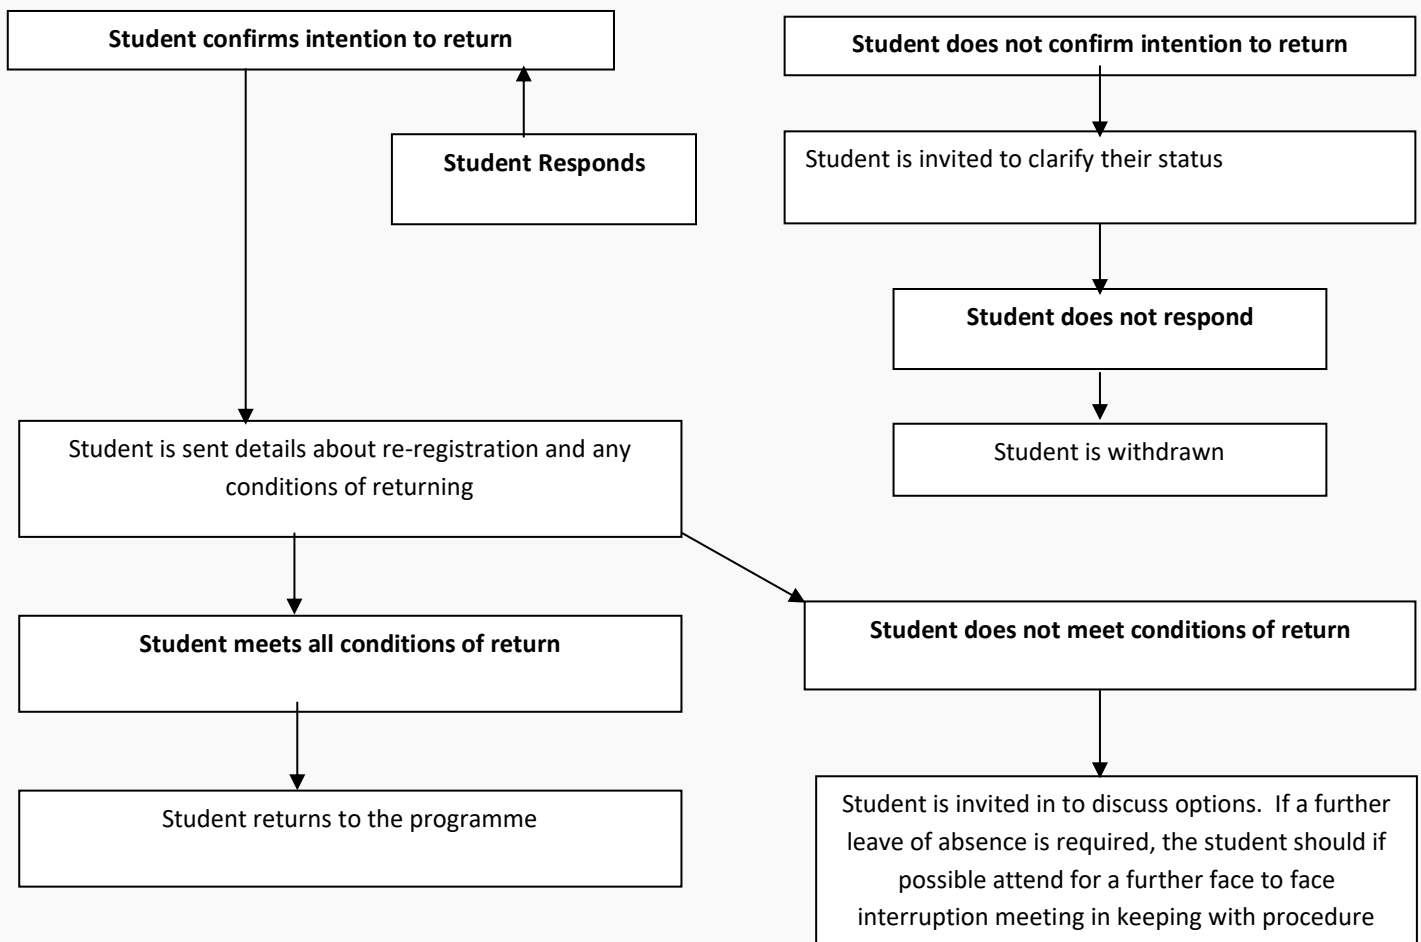 Student confirms intention to return
Student does not confirm intention to return
Student Responds
Student is invited to clarify their status
Student does not respond
Student is sent details about re-registration and any
conditions of returning
Student is withdrawn
Student meets all conditions of return
Student does not meet conditions of return
Student returns to the programme
Student is invited in to discuss options.  If a further
leave of absence is required, the student should if
possible attend for a further face to face
interruption meeting in keeping with procedure